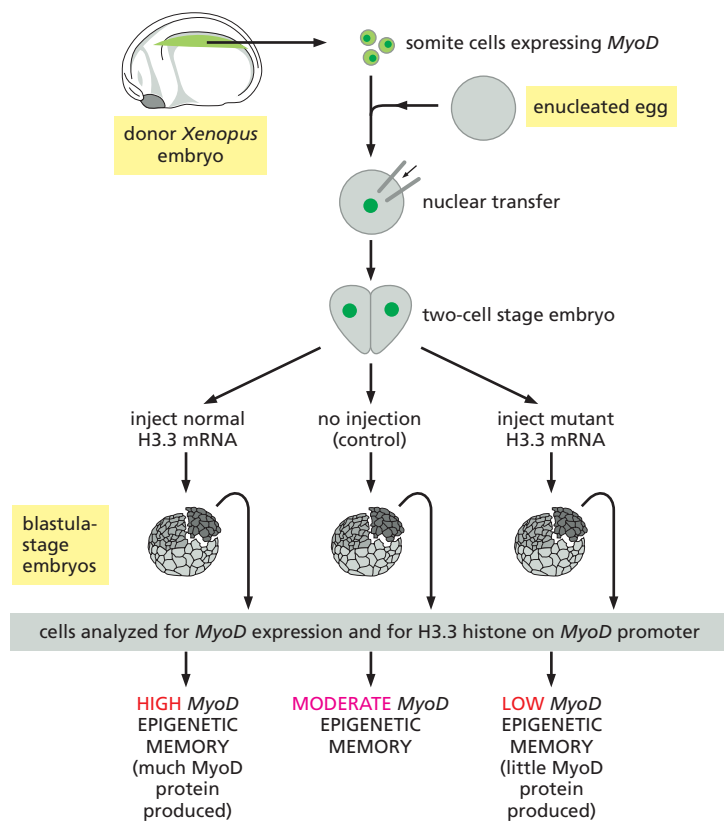 somite cells expressing MyoD
enucleated egg
donor Xenopus
embryo
nuclear transfer
two-cell stage embryo
inject normal
H3.3 mRNA
no injection
(control)
inject mutant
H3.3 mRNA
blastula-
stage
embryos
cells analyzed for MyoD expression and for H3.3 histone on MyoD promoter
HIGH MyoD
EPIGENETIC
MEMORY
(much MyoD
protein
produced)
MODERATE MyoD
EPIGENETIC
MEMORY
LOW MyoD
EPIGENETIC
MEMORY
(little MyoD
protein
produced)